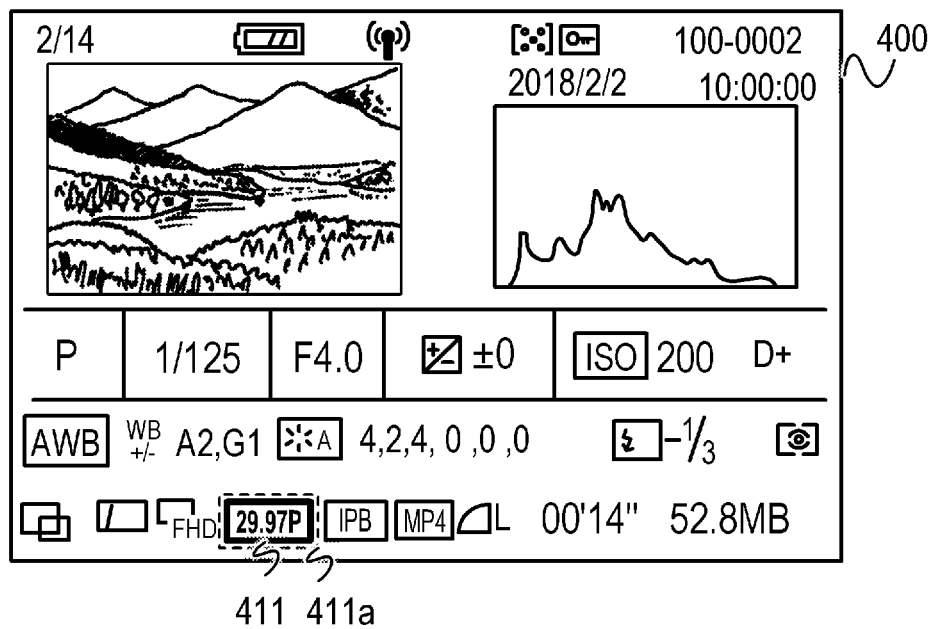 2/14 100-0002 400
2018/2/2 10:00:00
P 1/125 F4.0 +/- ±0 ISO 200 D+
AWB WB +/- A2,G1 A 4,2,4, 0 ,0 ,0 -1/3
FHD 29.97P IPB MP4 L 00'14" 52.8MB
411 411a